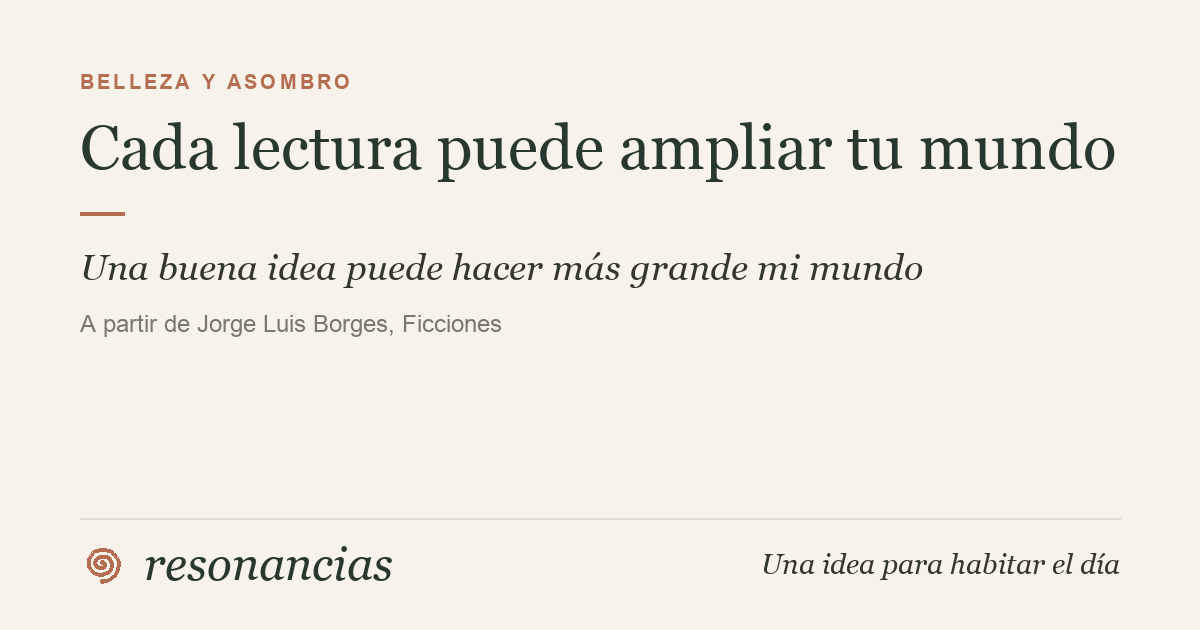 BELLEZA Y ASOMBRO
Cada lectura puede ampliar tu mundo
Una buena idea puede hacer más grande mi mundo
A partir de Jorge Luis Borges, Ficciones
resonancias
Una idea para habitar el día